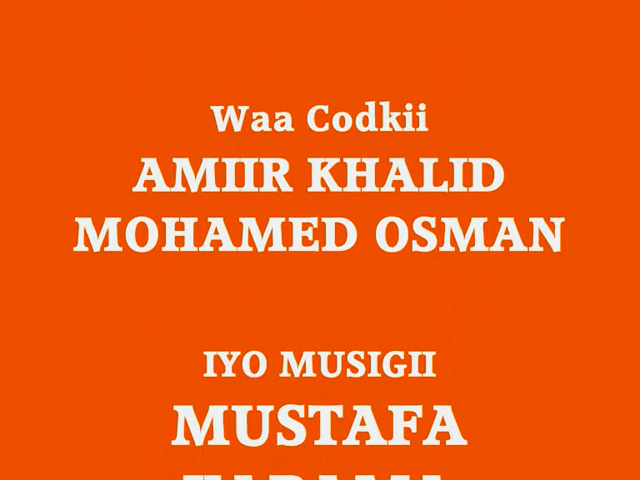 Waa Codkii
AMIIR KHALID
MOHAMED OSMAN
IYO MUSIGII
MUSTAFA